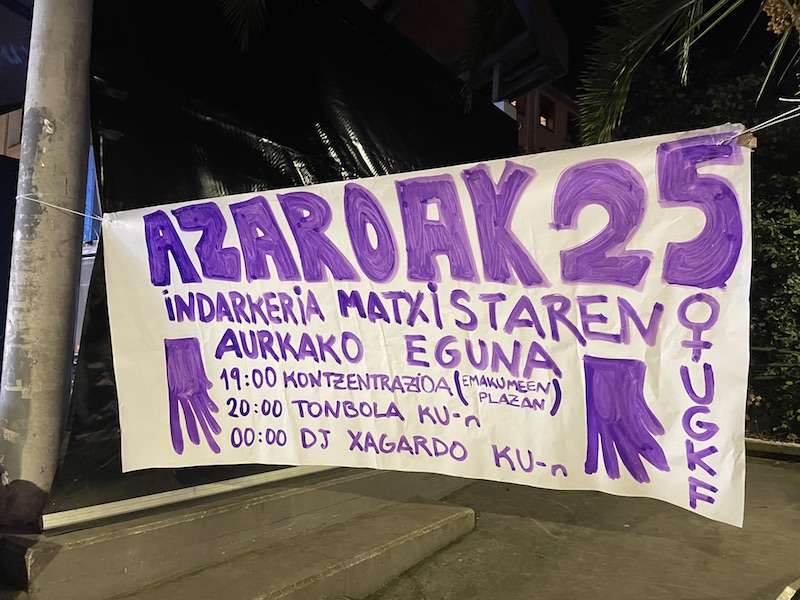 AZAROAK 25
iNDARKERiA MATXiSTAREN
AURKAKO EGUNA
19:00 KONTZENTRAZIOA (EMAKUMEEN PLAZAN)
20:00 TONBOLA KU-n
00:00 DJ XAGARDO KU-n
♀+UGKF